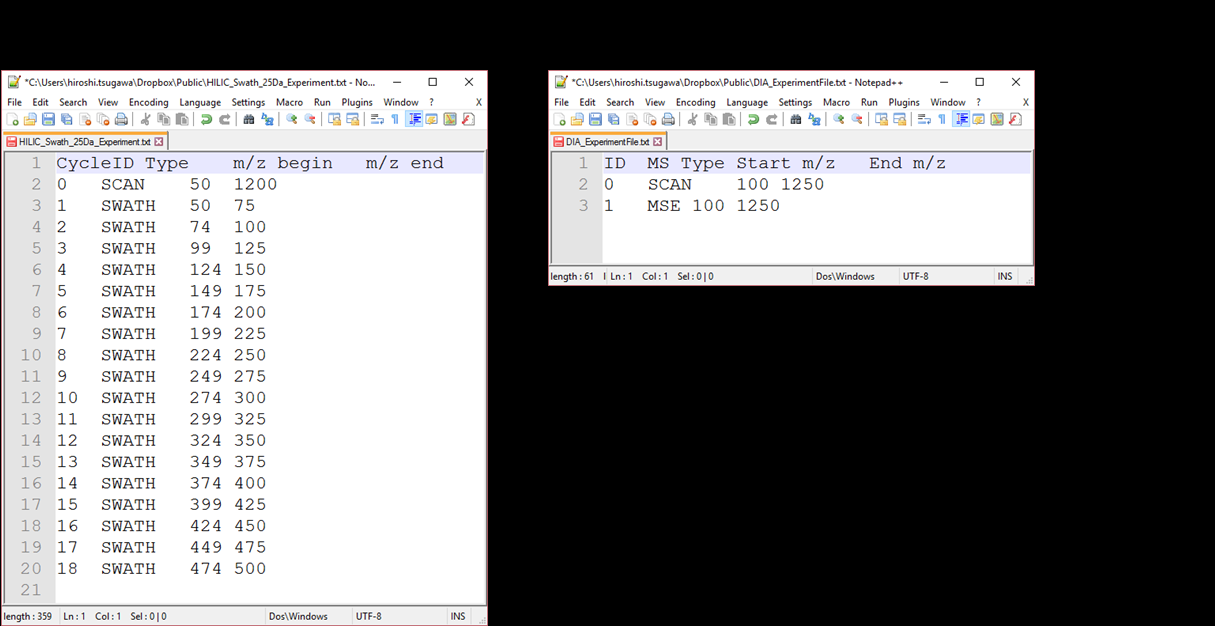 *C:\Users\hiroshi.tsugawa\Dropbox\Public\HILIC_Swath_25Da_Experiment.txt - No...
File Edit Search View Encoding Language Settings Macro Run Plugins Window ? X
HILIC_Swath_25Da_Experiment.txt
1 CycleID Type m/z begin m/z end
2 0 SCAN 50 1200
3 1 SWATH 50 75
4 2 SWATH 74 100
5 3 SWATH 99 125
6 4 SWATH 124 150
7 5 SWATH 149 175
8 6 SWATH 174 200
9 7 SWATH 199 225
10 8 SWATH 224 250
11 9 SWATH 249 275
12 10 SWATH 274 300
13 11 SWATH 299 325
14 12 SWATH 324 350
15 13 SWATH 349 375
16 14 SWATH 374 400
17 15 SWATH 399 425
18 16 SWATH 424 450
19 17 SWATH 449 475
20 18 SWATH 474 500
21
length : 359 Ln : 1 Col : 1 Sel : 0 | 0 Dos\Windows UTF-8 INS
*C:\Users\hiroshi.tsugawa\Dropbox\Public\DIA_ExperimentFile.txt - Notepad++
File Edit Search View Encoding Language Settings Macro Run Plugins Window ? X
DIA_ExperimentFile.txt
1 ID MS Type Start m/z End m/z
2 0 SCAN 100 1250
3 1 MSE 100 1250
length : 61 l Ln : 1 Col : 1 Sel : 0 | 0 Dos\Windows UTF-8 INS